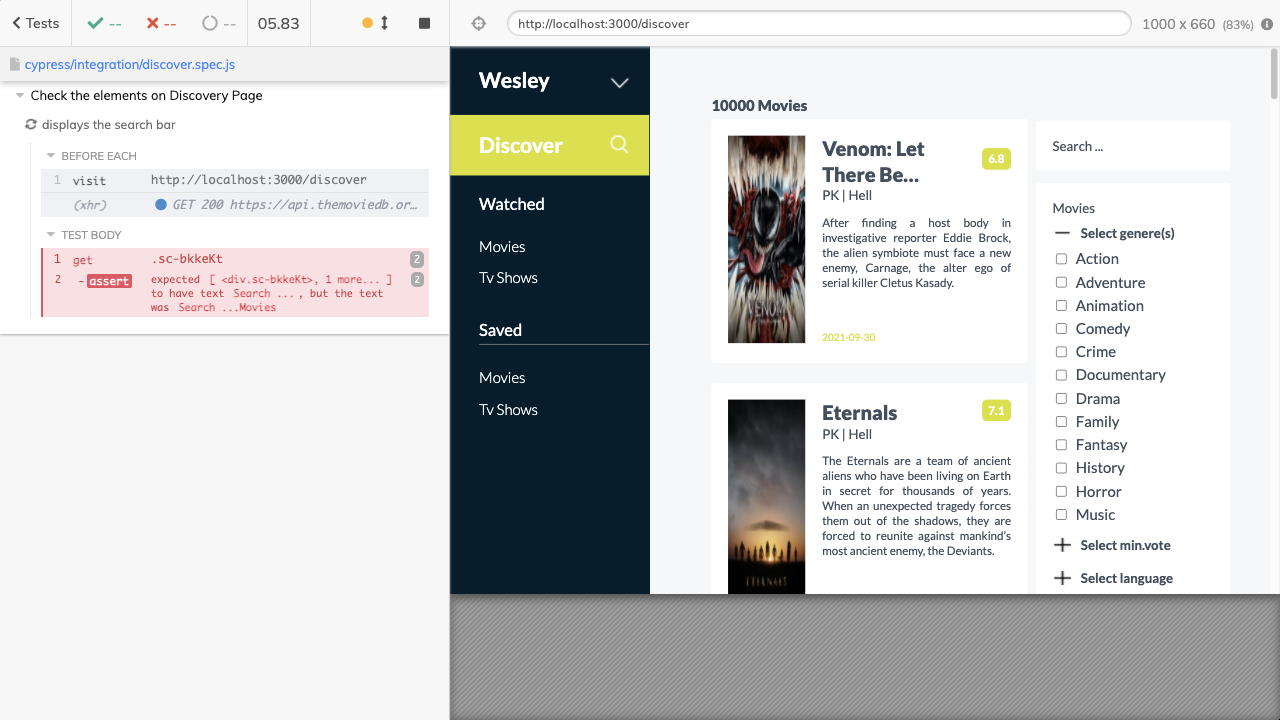 Tests
--
--
--
05.83
http://localhost:3000/discover
1000 x 660 (83%)
cypress/integration/discover.spec.js
Check the elements on Discovery Page
displays the search bar
BEFORE EACH
1 visit http://localhost:3000/discover
(xhr) GET 200 https://api.themoviedb.or…
TEST BODY
1 get .sc-bkkeKt 2
2 -assert expected [ <div.sc-bkkeKt>, 1 more... ] 2
to have text Search ..., but the text
was Search ...Movies
Wesley
Discover
Watched
Movies
Tv Shows
Saved
Movies
Tv Shows
10000 Movies
Venom: Let
There Be...
6.8
PK | Hell
After finding a host body in
investigative reporter Eddie Brock,
the alien symbiote must face a new
enemy, Carnage, the alter ego of
serial killer Cletus Kasady.
2021-09-30
VENOM
Eternals
7.1
PK | Hell
The Eternals are a team of ancient
aliens who have been living on Earth
in secret for thousands of years.
When an unexpected tragedy forces
them out of the shadows, they are
forced to reunite against mankind's
most ancient enemy, the Deviants.
ETERNALS
Search ...
Movies
Select genere(s)
Action
Adventure
Animation
Comedy
Crime
Documentary
Drama
Family
Fantasy
History
Horror
Music
Select min.vote
Select language